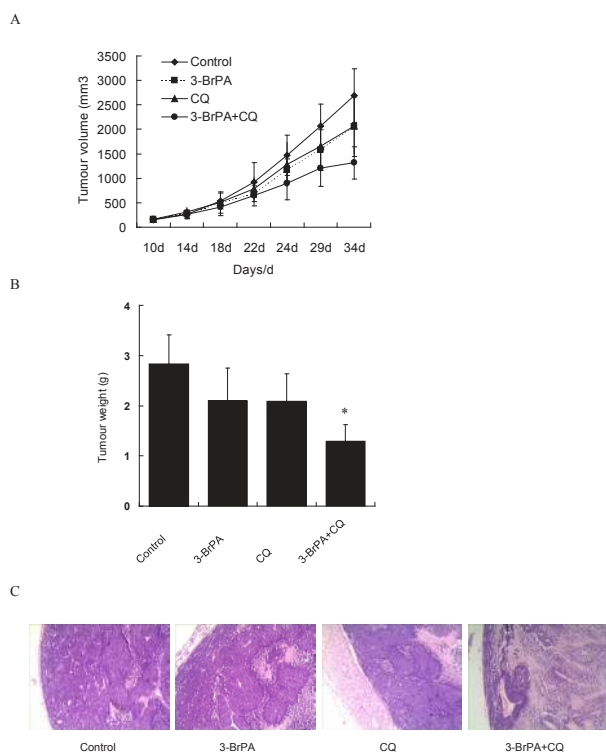 A
3500
3000
2500
2000
1500
1000
500
0
Tumour volume (mm3
Control
3-BrPA
CQ
3-BrPA+CQ
10d 14d 18d 22d 24d 29d 34d
Days/d
B
4
3
2
1
0
Tumour weight (g)
*
Control 3-BrPA CQ 3-BrPA+CQ
C
Control 3-BrPA CQ 3-BrPA+CQ